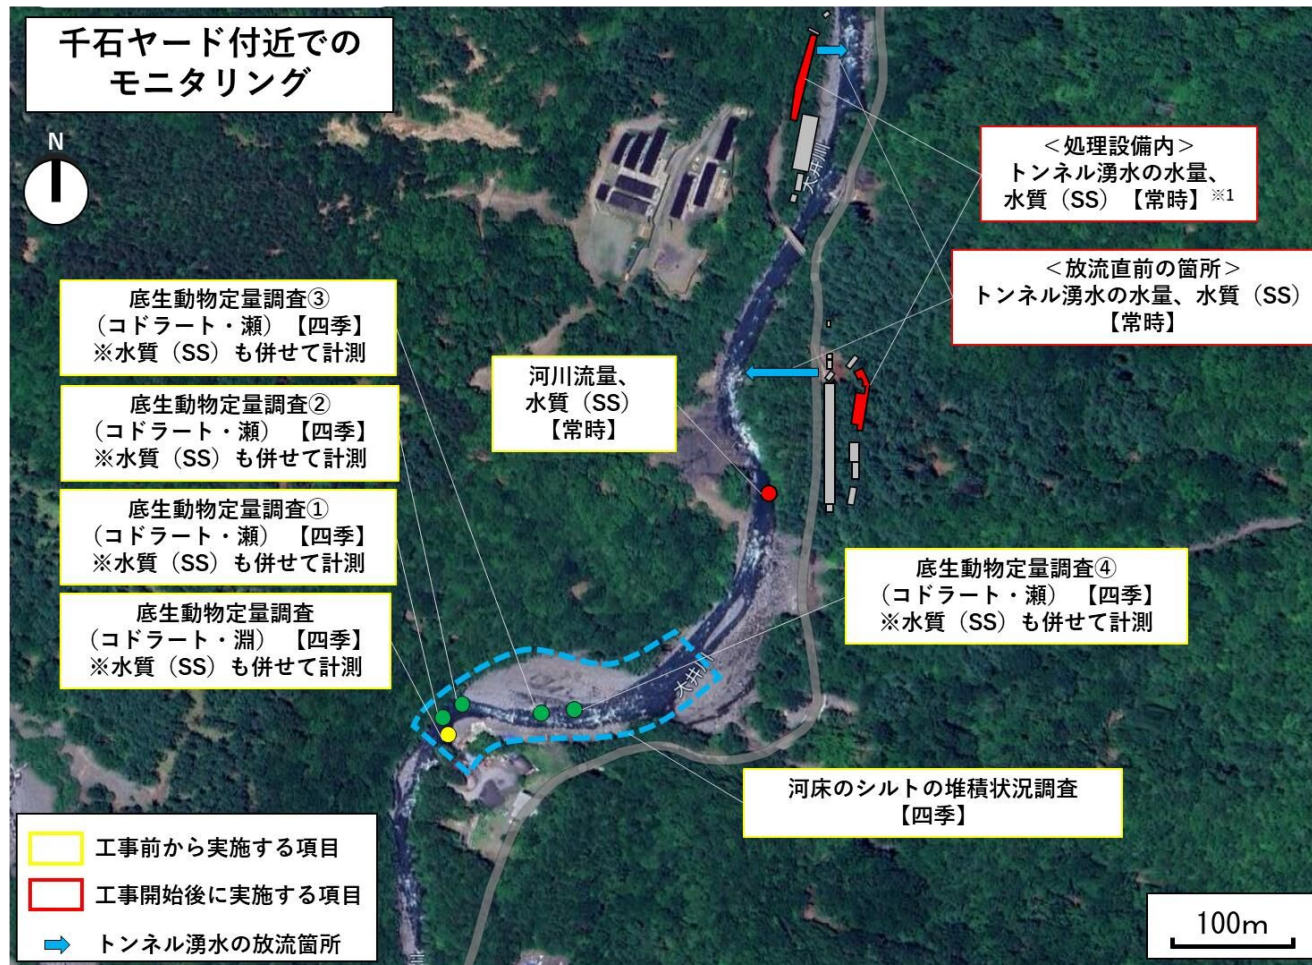 千石ヤード付近での
モニタリング
N
大井川
＜処理設備内＞
トンネル湧水の水量、
水質（SS）【常時】※1
＜放流直前の箇所＞
トンネル湧水の水量、水質（SS）
【常時】
底生動物定量調査③
（コドラート・瀬）【四季】
※水質（SS）も併せて計測
河川流量、
水質（SS）
【常時】
底生動物定量調査②
（コドラート・瀬）【四季】
※水質（SS）も併せて計測
底生動物定量調査①
（コドラート・瀬）【四季】
※水質（SS）も併せて計測
底生動物定量調査④
（コドラート・瀬）【四季】
※水質（SS）も併せて計測
底生動物定量調査
（コドラート・淵）【四季】
※水質（SS）も併せて計測
大井川
河床のシルトの堆積状況調査
【四季】
工事前から実施する項目
工事開始後に実施する項目
トンネル湧水の放流箇所
100m